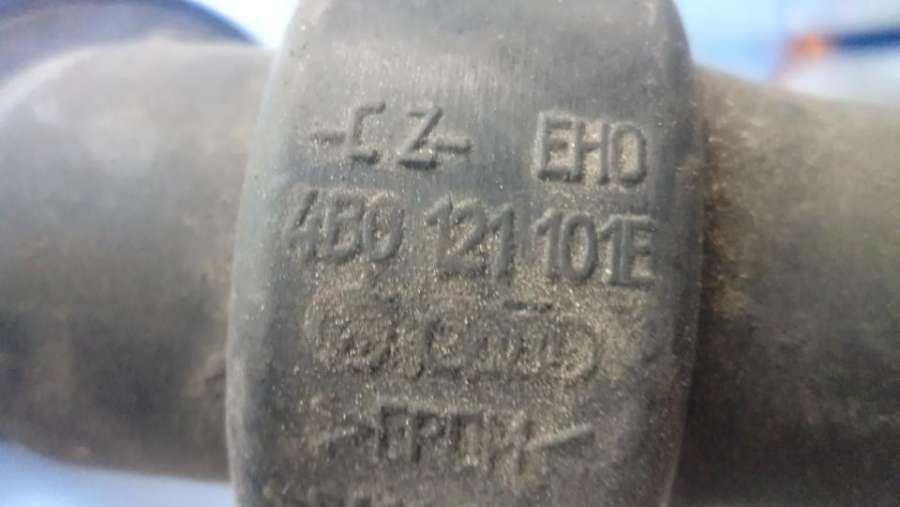 -CZ- EHO
4B0 121 101E
>EPDM<